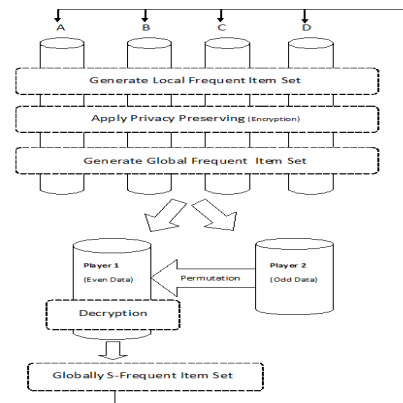 A B C D
Generate Local Frequent Item Set
Apply Privacy Preserving (Encryption)
Generate Global Frequent Item Set
Player 1
(Even Data)
Permutation
Player 2
(Odd Data)
Decryption
Globally S-Frequent Item Set